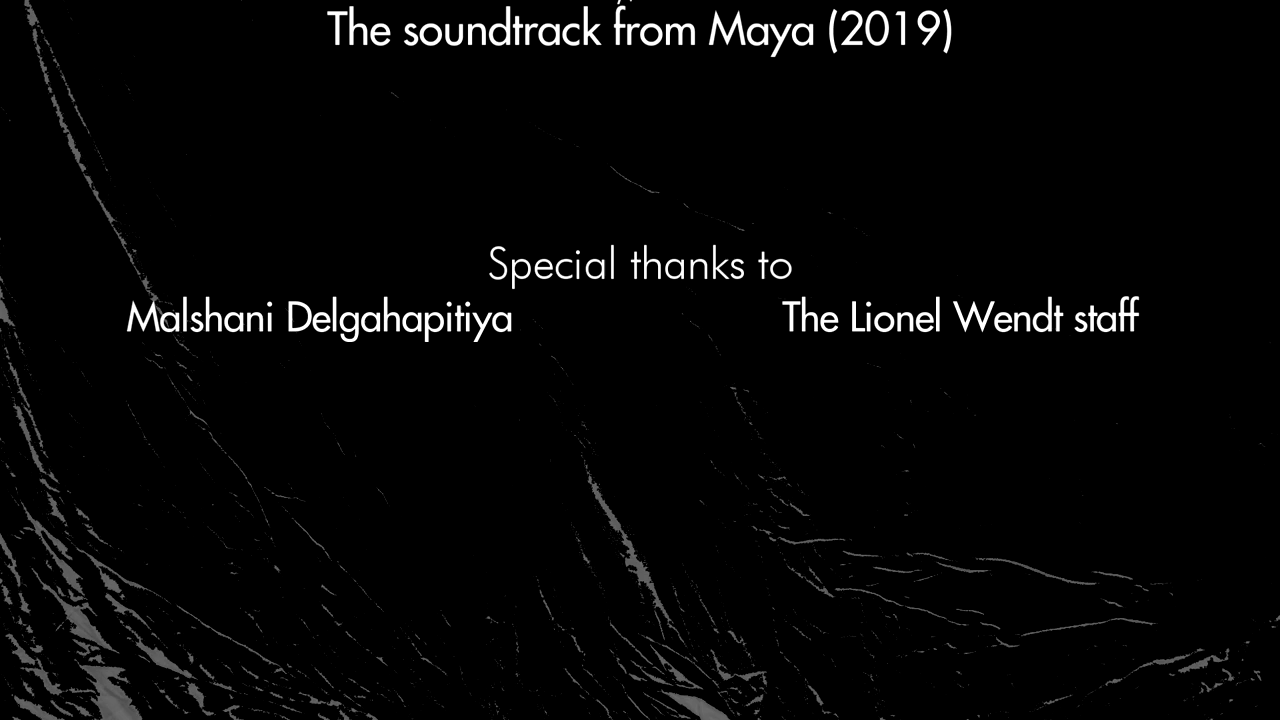 The soundtrack from Maya (2019)
Special thanks to
Malshani Delgahapitiya
The Lionel Wendt staff